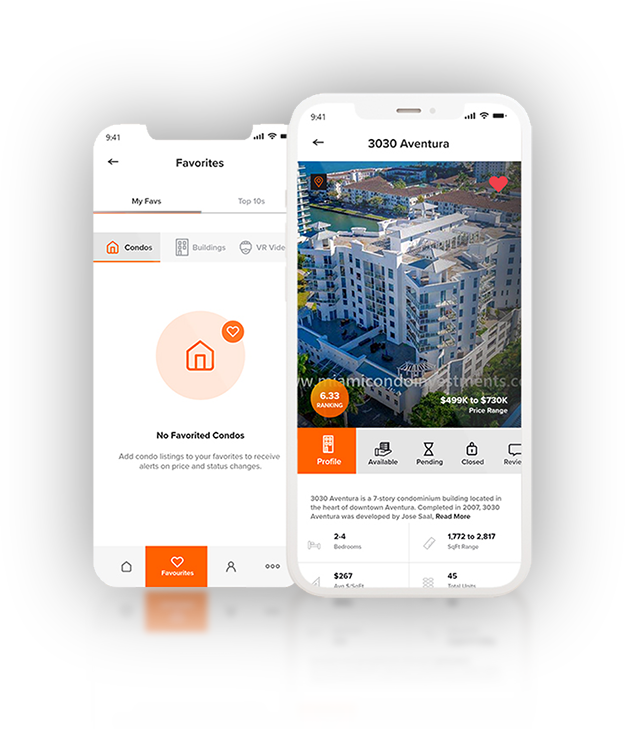 9:41
Favorites
My Favs
Top 10s
Condos
Buildings
No Favorited Condos
Add condo listings to your favorites to receive
alerts on price and status changes.
Favourites
9:41
3030 Aventura
www.miamicondoinvestments.c
6.33
RANKING
$499K to $730K
Price Range
Profile
Available
Pending
Closed
3030 Aventura is a 7-story condominium building located in
the heart of downtown Aventura. Completed in 2007, 3030
Aventura was developed by Jose Saal, Read More
2-4
Bedrooms
1,772 to 2,817
SqFt Range
$267
Avg $/SqFt
45
Total Units